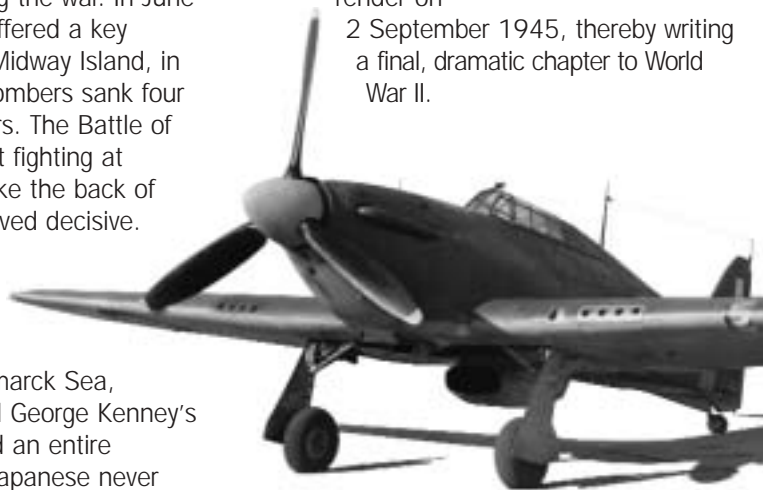 ng the war. In June
ffered a key
Midway Island, in
ombers sank four
rs. The Battle of
t fighting at
ke the back of
ved decisive.
marck Sea,
l George Kenney's
d an entire
apanese never
render on
2 September 1945, thereby writing
a final, dramatic chapter to World
War II.